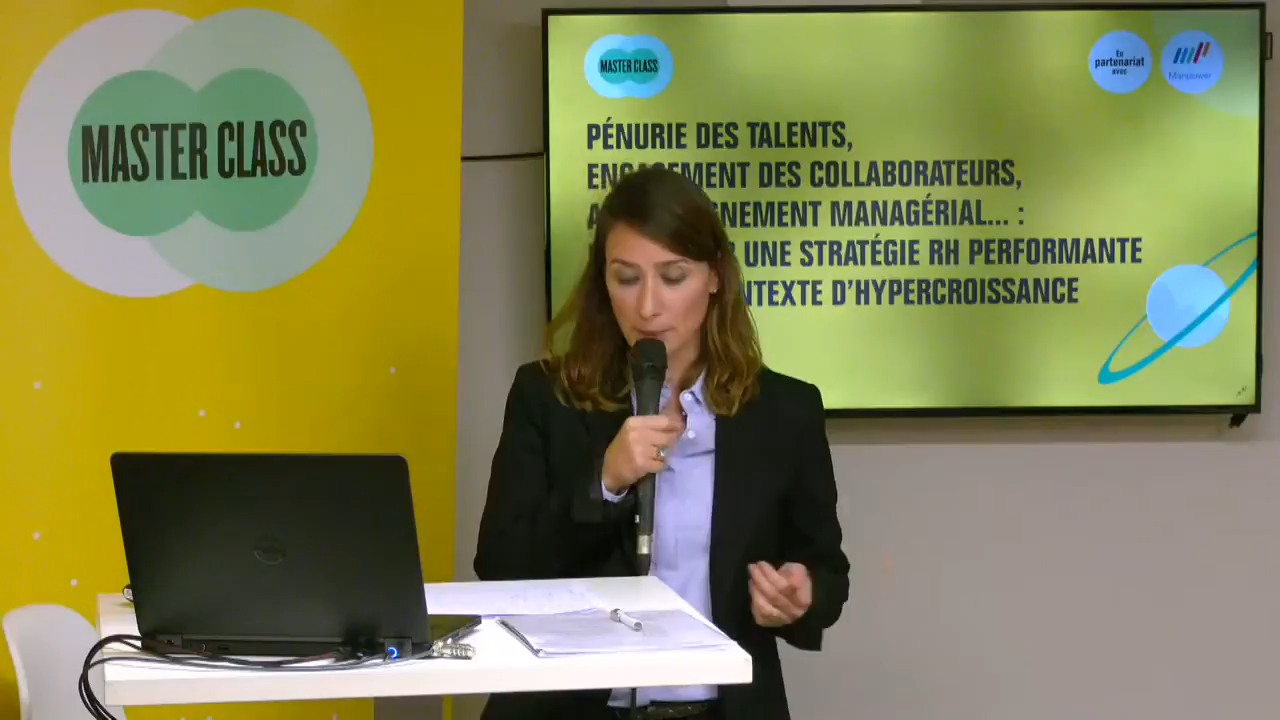 MASTER CLASS
MASTER CLASS
En
partenariat
avec
Manpower
PÉNURIE DES TALENTS,
DES COLLABORATEURS,
MANAGÉRIAL... :
UNE STRATÉGIE RH PERFORMANTE
D'HYPERCROISSANCE
DELL